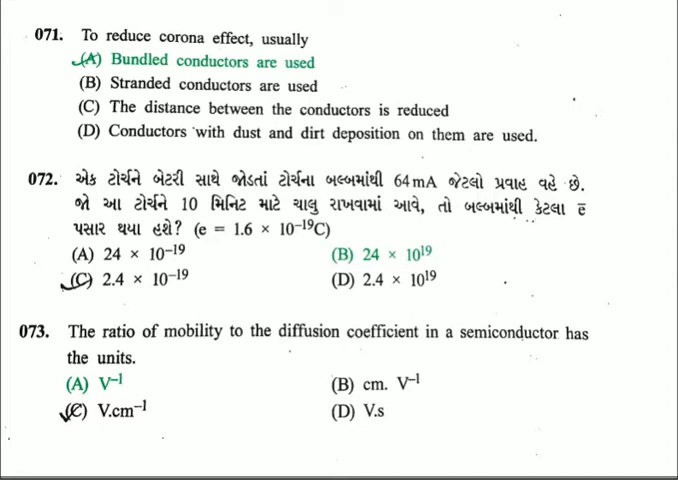 071. To reduce corona effect, usually
(A) Bundled conductors are used
(B) Stranded conductors are used
(C) The distance between the conductors is reduced
(D) Conductors with dust and dirt deposition on them are used.
072. એક ટોર્ચને બેટરી સાથે જોડતાં ટોર્ચના બલ્બમાંથી 64 mA જેટલો પ્રવાહ વહે છે.
જો આ ટોર્ચને 10 મિનિટ માટે ચાલુ રાખવામાં આવે, તો બલ્બમાંથી કેટલા e̅
પસાર થયા હશે? (e = 1.6 × 10⁻¹⁹C)
(A) 24 × 10⁻¹⁹ (B) 24 × 10¹⁹
(C) 2.4 × 10⁻¹⁹ (D) 2.4 × 10¹⁹
073. The ratio of mobility to the diffusion coefficient in a semiconductor has
the units.
(A) V⁻¹ (B) cm. V⁻¹
(C) V.cm⁻¹ (D) V.s